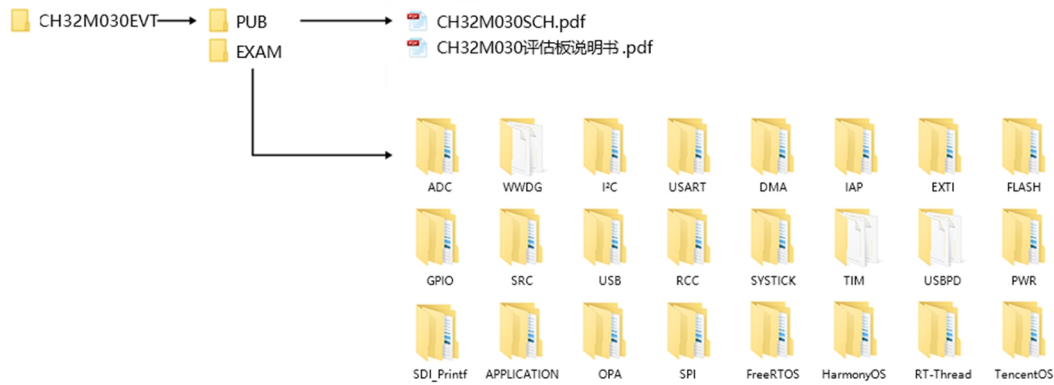 CH32M030EVT
PUB
CH32M030SCH.pdf
CH32M030评估板说明书.pdf
EXAM
ADC WWDG I²C USART DMA IAP EXTI FLASH
GPIO SRC USB RCC SYSTICK TIM USBPD PWR
SDI_Printf APPLICATION OPA SPI FreeRTOS HarmonyOS RT-Thread TencentOS